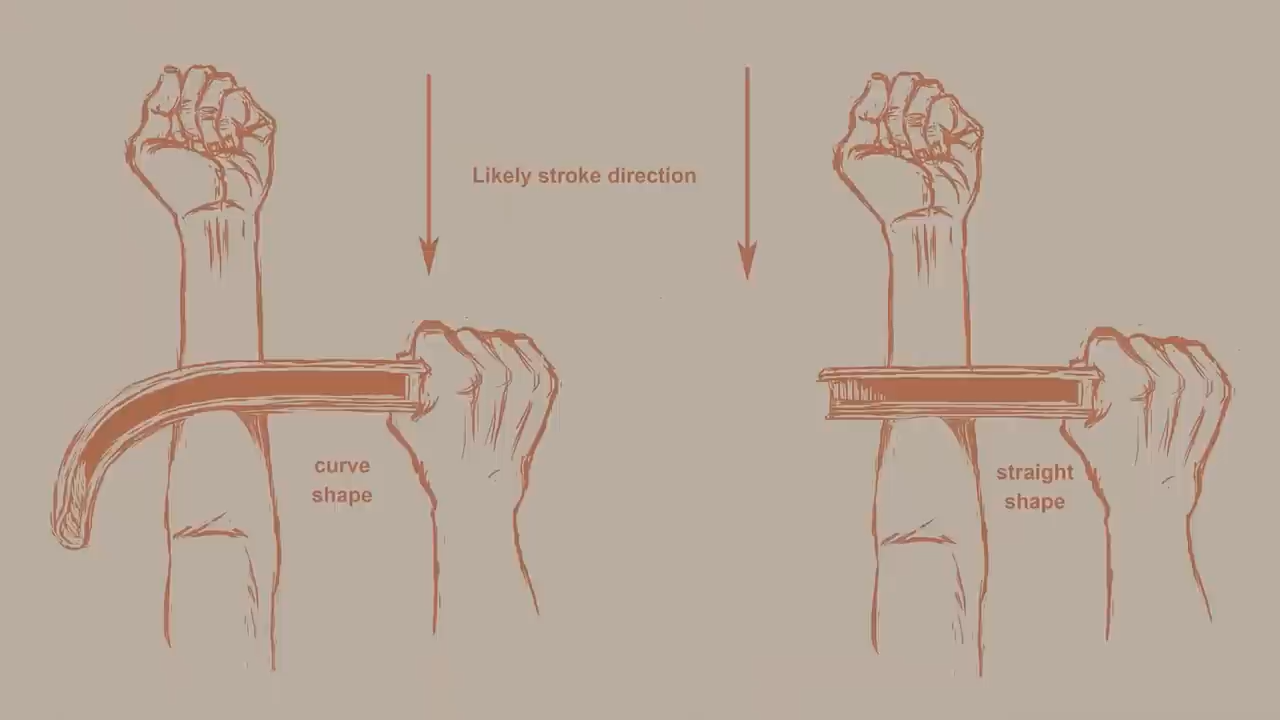 Likely stroke direction
curve
shape
straight
shape